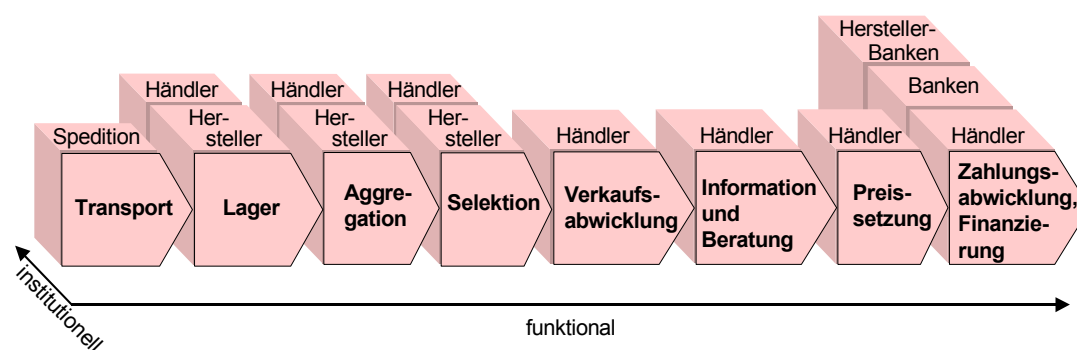 Hersteller-
Banken
Händler
Händler
Händler
Banken
Spedition
Her-
steller
Her-
steller
Her-
steller
Händler
Händler
Händler
Händler
Transport
Lager
Aggre-
gation
Selektion
Verkaufs-
abwicklung
Information
und
Beratung
Preis-
setzung
Zahlungs-
abwicklung,
Finanzie-
rung
institutionell
funktional